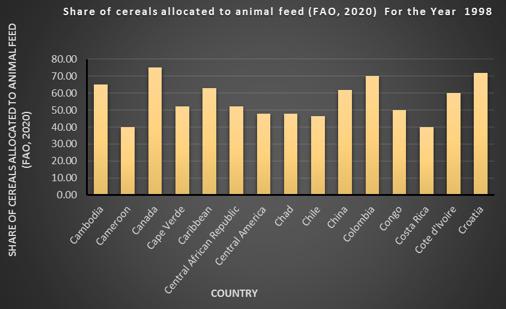 Share of cereals allocated to animal feed (FAO, 2020)  For the Year  1998
SHARE OF CEREALS ALLOCATED TO ANIMAL FEED
(FAO, 2020)
80.00
70.00
60.00
50.00
40.00
30.00
20.00
10.00
0.00
Cambodia
Cameroon
Canada
Cape Verde
Caribbean
Central African Republic
Central America
Chad
Chile
China
Colombia
Congo
Costa Rica
Cote d'Ivoire
Croatia
COUNTRY